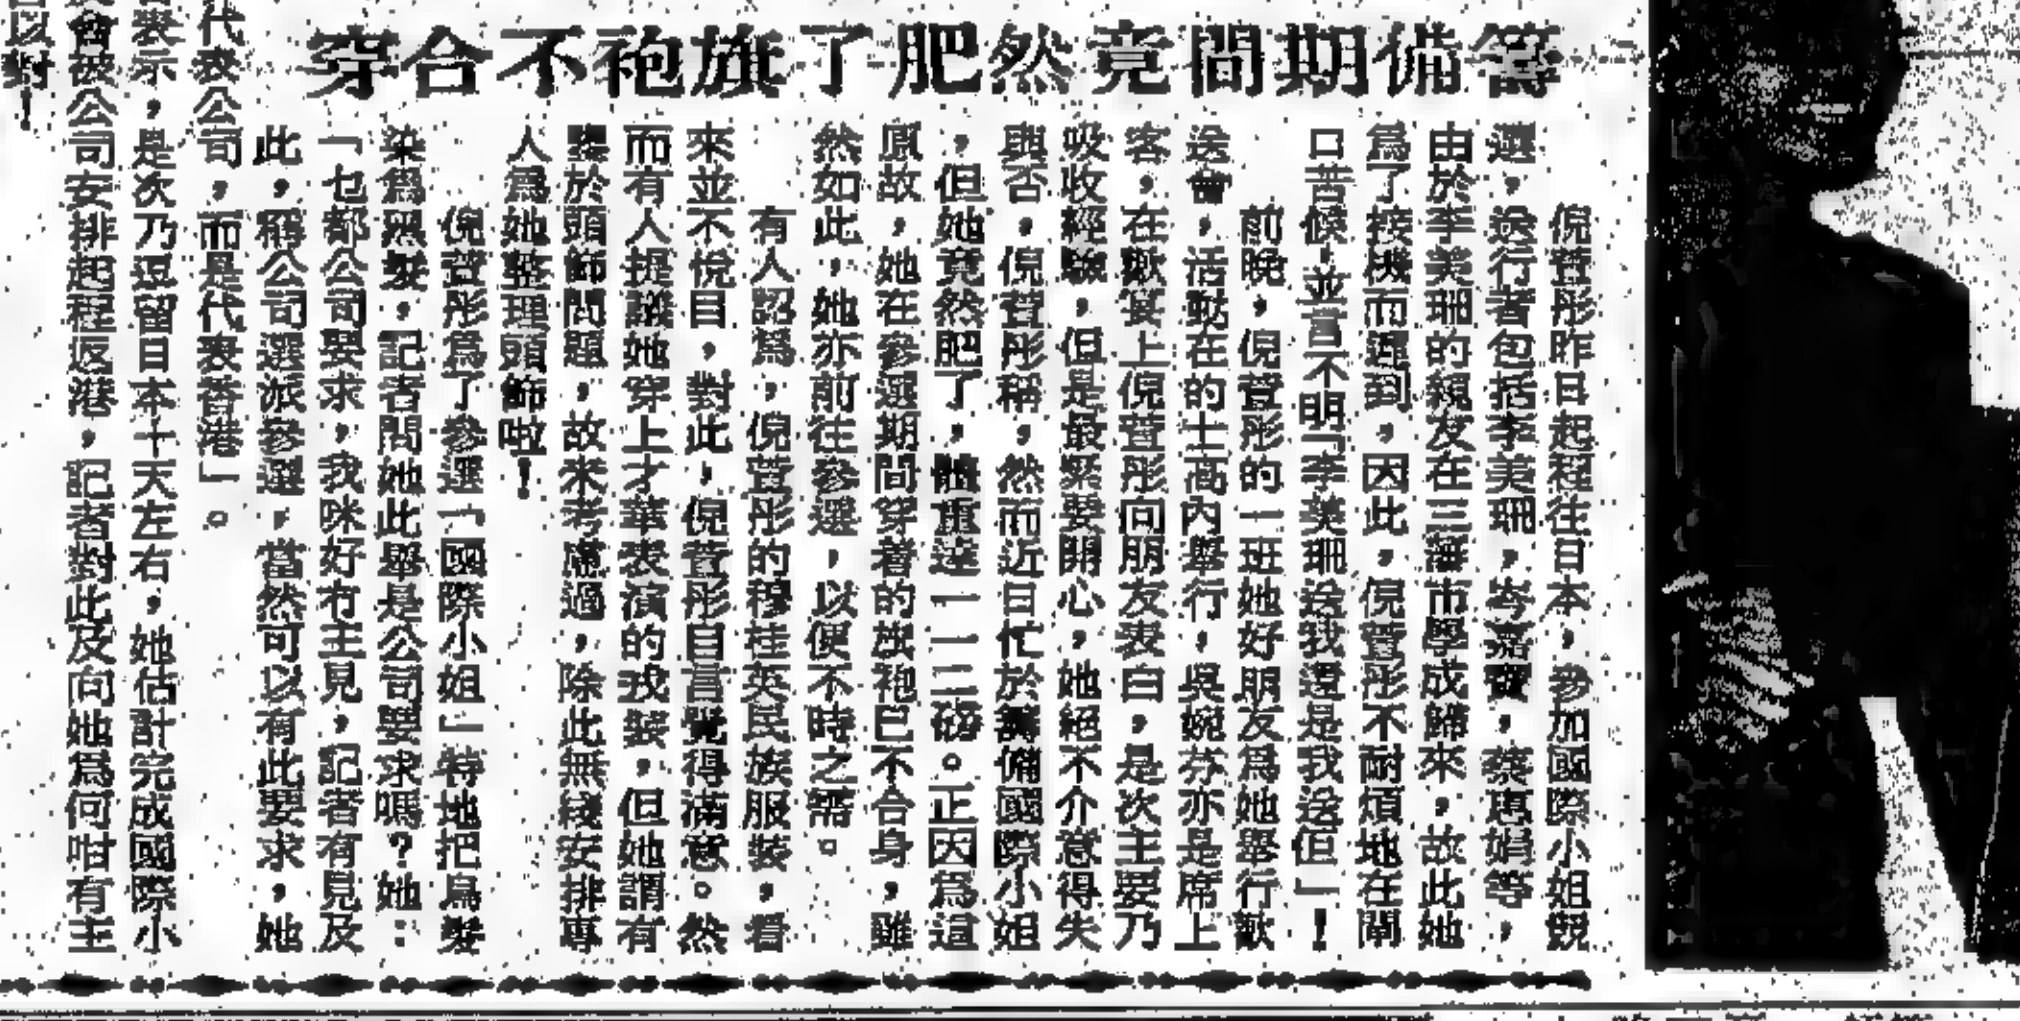 籌備期間竟然肥了旗袍不合穿
倪萱彤昨日起程往日本，參加國際小姐競
選，送行者包括李美珊，岑嘉寶，蔡惠娟等，
由於李美珊的親友在三藩市學成歸來，故此她
為了接機而遲到，因此，倪萱彤不耐煩地在閘
口苦候，並言不明「李美珊送我還是我送但」！
前晚，倪萱彤的一班她好朋友為她舉行歡
送會，活動在的士高內舉行，吳婉芬亦是席上
客，在歡宴上倪萱彤向朋友表白，是次主要乃
吸收經驗，但是最緊要開心，她絕不介意得失
與否，倪萱彤稱，然而近日忙於籌備國際小姐
，但她竟然肥了，體重達一一二磅。正因為這
原故，她在參選期間穿着的旗袍已不合身，雖
然如此，她亦前往參選，以便不時之需。
有人認為，倪萱彤的穆桂英民族服裝，看
來並不悅目，對此，倪萱彤自言覺得滿意。然
而有人提議她穿上才華表演的戎裝，但她謂有
礙於頭飾問題，故未考慮過，除此無綫安排專
人為她整理頭飾啦！
倪萱彤為了參選「國際小姐」特地把烏髮
染為黑髮，記者問她此舉是公司要求嗎？她：
「乜都公司要求，我咪好冇主見，記者有見及
此，稱公司選派參選，當然可以有此要求，她
代表公司，而是代表香港」。
表示，是次乃逗留日本十天左右，她估計完成國際小
會被公司安排起程返港，記者對此及向她為何咁有主
以對！